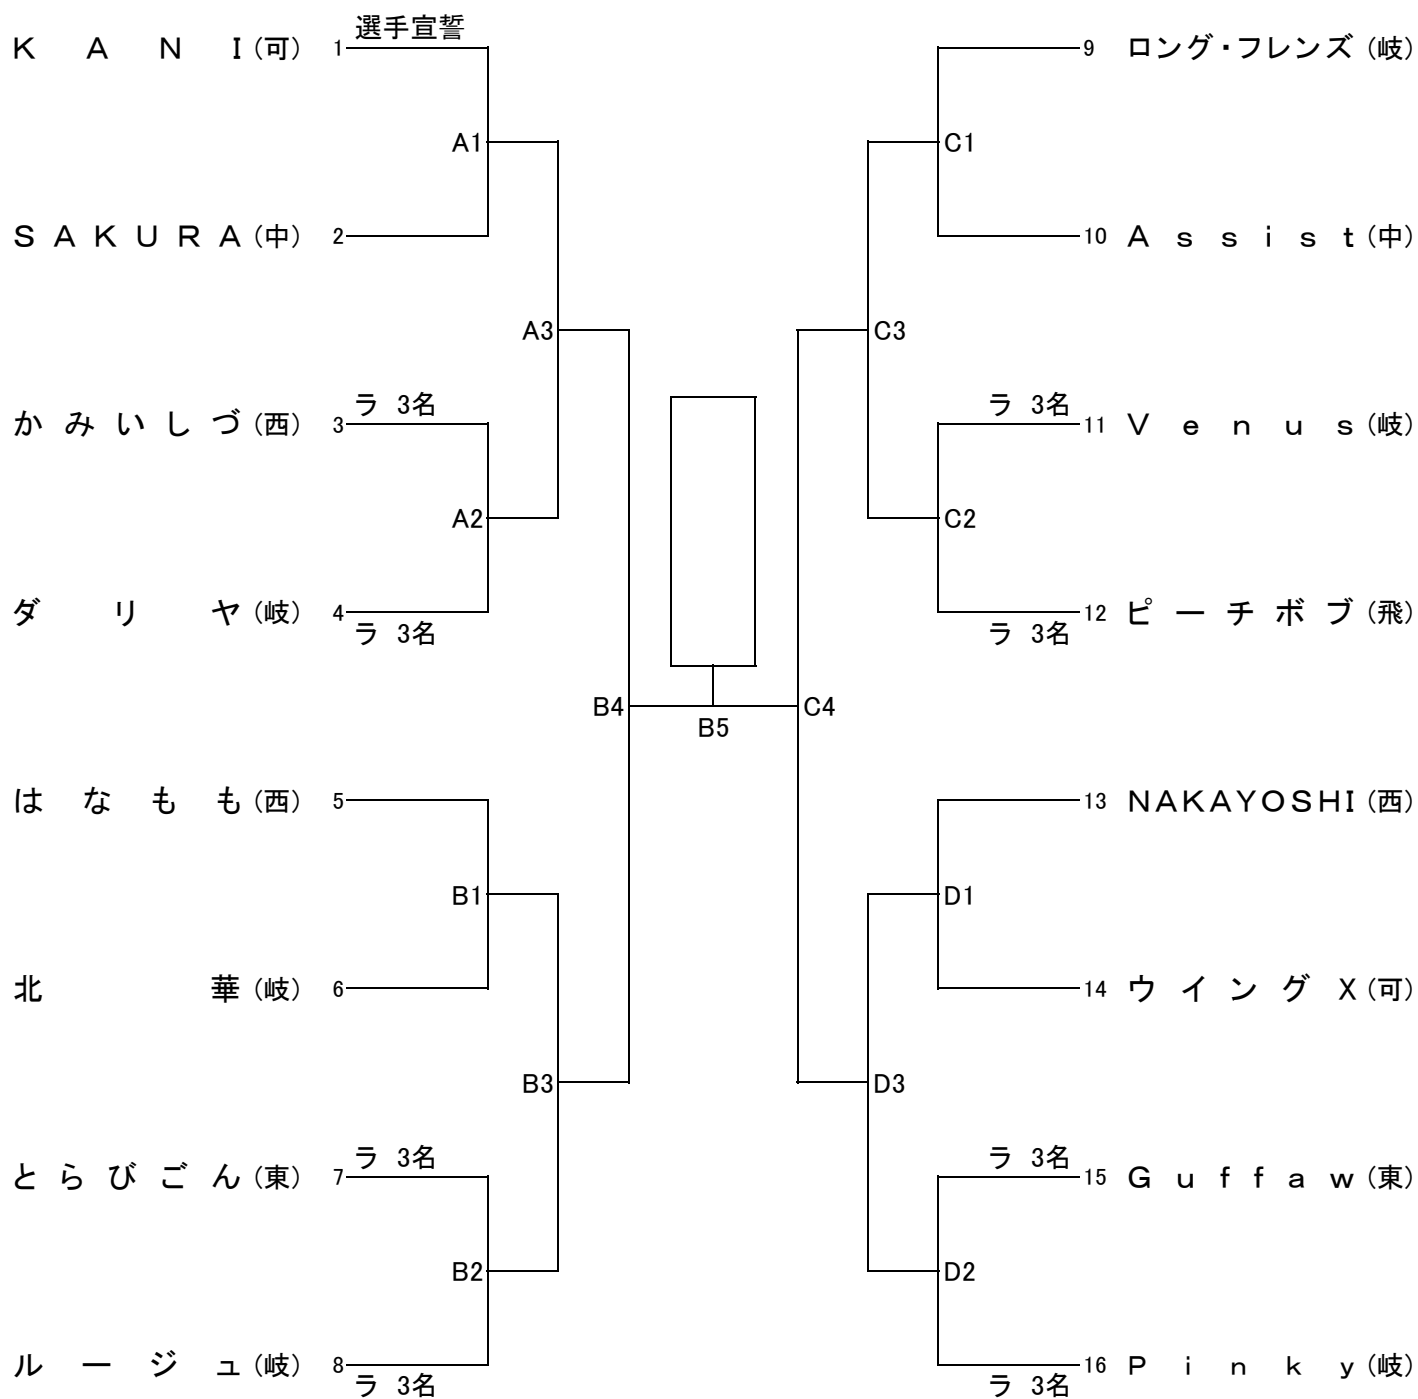 選手宣誓
KANI(可) 1
A1
SAKURA(中) 2
A3
ラ 3名
かみいしづ(西) 3
A2
ダリヤ(岐) 4
ラ 3名
B4
B5
はなもも(西) 5
B1
北華(岐) 6
B3
ラ 3名
とらびごん(東) 7
B2
ルージュ(岐) 8
ラ 3名
9 ロング・フレンズ(岐)
C1
10 Assist(中)
C3
ラ 3名
11 Venus(岐)
C2
12 ピーチボブ(飛)
ラ 3名
C4
13 NAKAYOSHI(西)
D1
14 ウイングX(可)
D3
ラ 3名
15 Guffaw(東)
D2
16 Pinky(岐)
ラ 3名